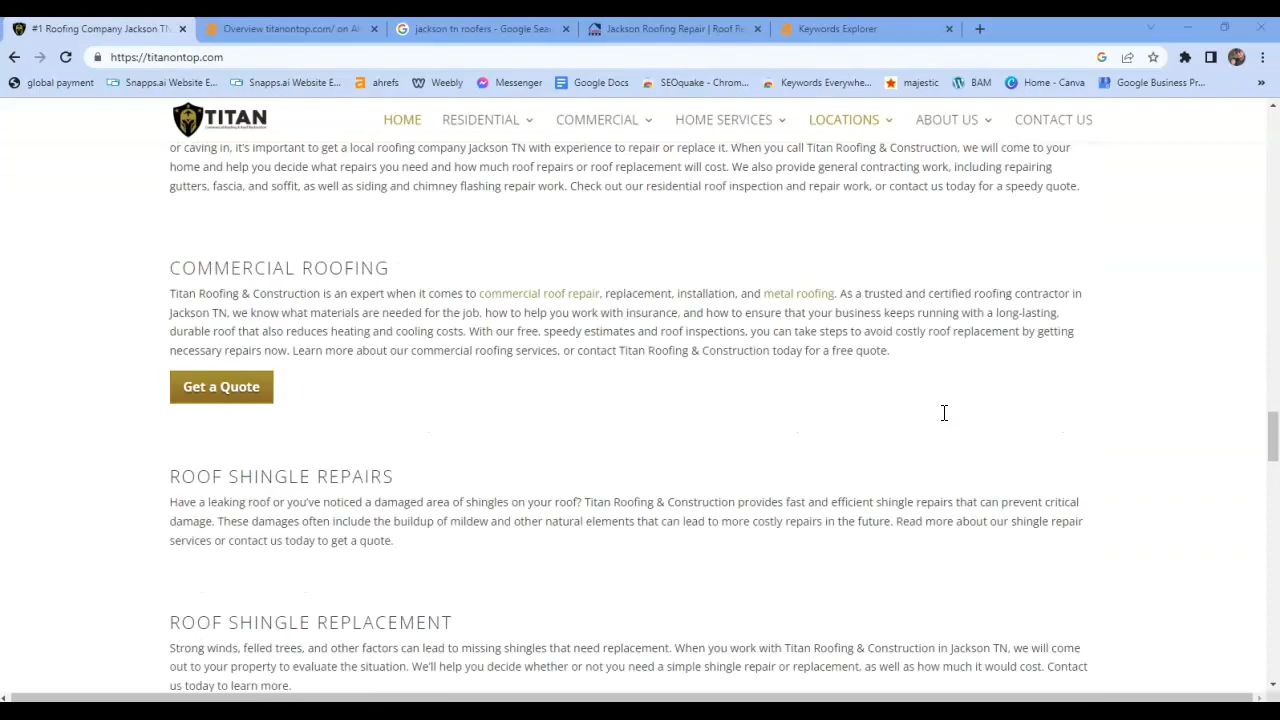 #1 Roofing Company Jackson TN
Overview titanontop.com/ on Al
jackson tn roofers - Google Sea
Jackson Roofing Repair | Roof Re
Keywords Explorer
https://titanontop.com
global payment
Snapps.ai Website E...
Snapps.ai Website E...
ahrefs
Weebly
Messenger
Google Docs
SEOquake - Chrom...
Keywords Everywhe...
majestic
BAM
Home - Canva
Google Business Pr...
TITAN
HOME
RESIDENTIAL
COMMERCIAL
HOME SERVICES
LOCATIONS
ABOUT US
CONTACT US
or caving in, it's important to get a local roofing company Jackson TN with experience to repair or replace it. When you call Titan Roofing & Construction, we will come to your
home and help you decide what repairs you need and how much roof repairs or roof replacement will cost. We also provide general contracting work, including repairing
gutters, fascia, and soffit, as well as siding and chimney flashing repair work. Check out our residential roof inspection and repair work, or contact us today for a speedy quote.
COMMERCIAL ROOFING
Titan Roofing & Construction is an expert when it comes to commercial roof repair, replacement, installation, and metal roofing. As a trusted and certified roofing contractor in
Jackson TN, we know what materials are needed for the job, how to help you work with insurance, and how to ensure that your business keeps running with a long-lasting,
durable roof that also reduces heating and cooling costs. With our free, speedy estimates and roof inspections, you can take steps to avoid costly roof replacement by getting
necessary repairs now. Learn more about our commercial roofing services, or contact Titan Roofing & Construction today for a free quote.
Get a Quote
ROOF SHINGLE REPAIRS
Have a leaking roof or you've noticed a damaged area of shingles on your roof? Titan Roofing & Construction provides fast and efficient shingle repairs that can prevent critical
damage. These damages often include the buildup of mildew and other natural elements that can lead to more costly repairs in the future. Read more about our shingle repair
services or contact us today to get a quote.
ROOF SHINGLE REPLACEMENT
Strong winds, felled trees, and other factors can lead to missing shingles that need replacement. When you work with Titan Roofing & Construction in Jackson TN, we will come
out to your property to evaluate the situation. We'll help you decide whether or not you need a simple shingle repair or replacement, as well as how much it would cost. Contact
us today to learn more.